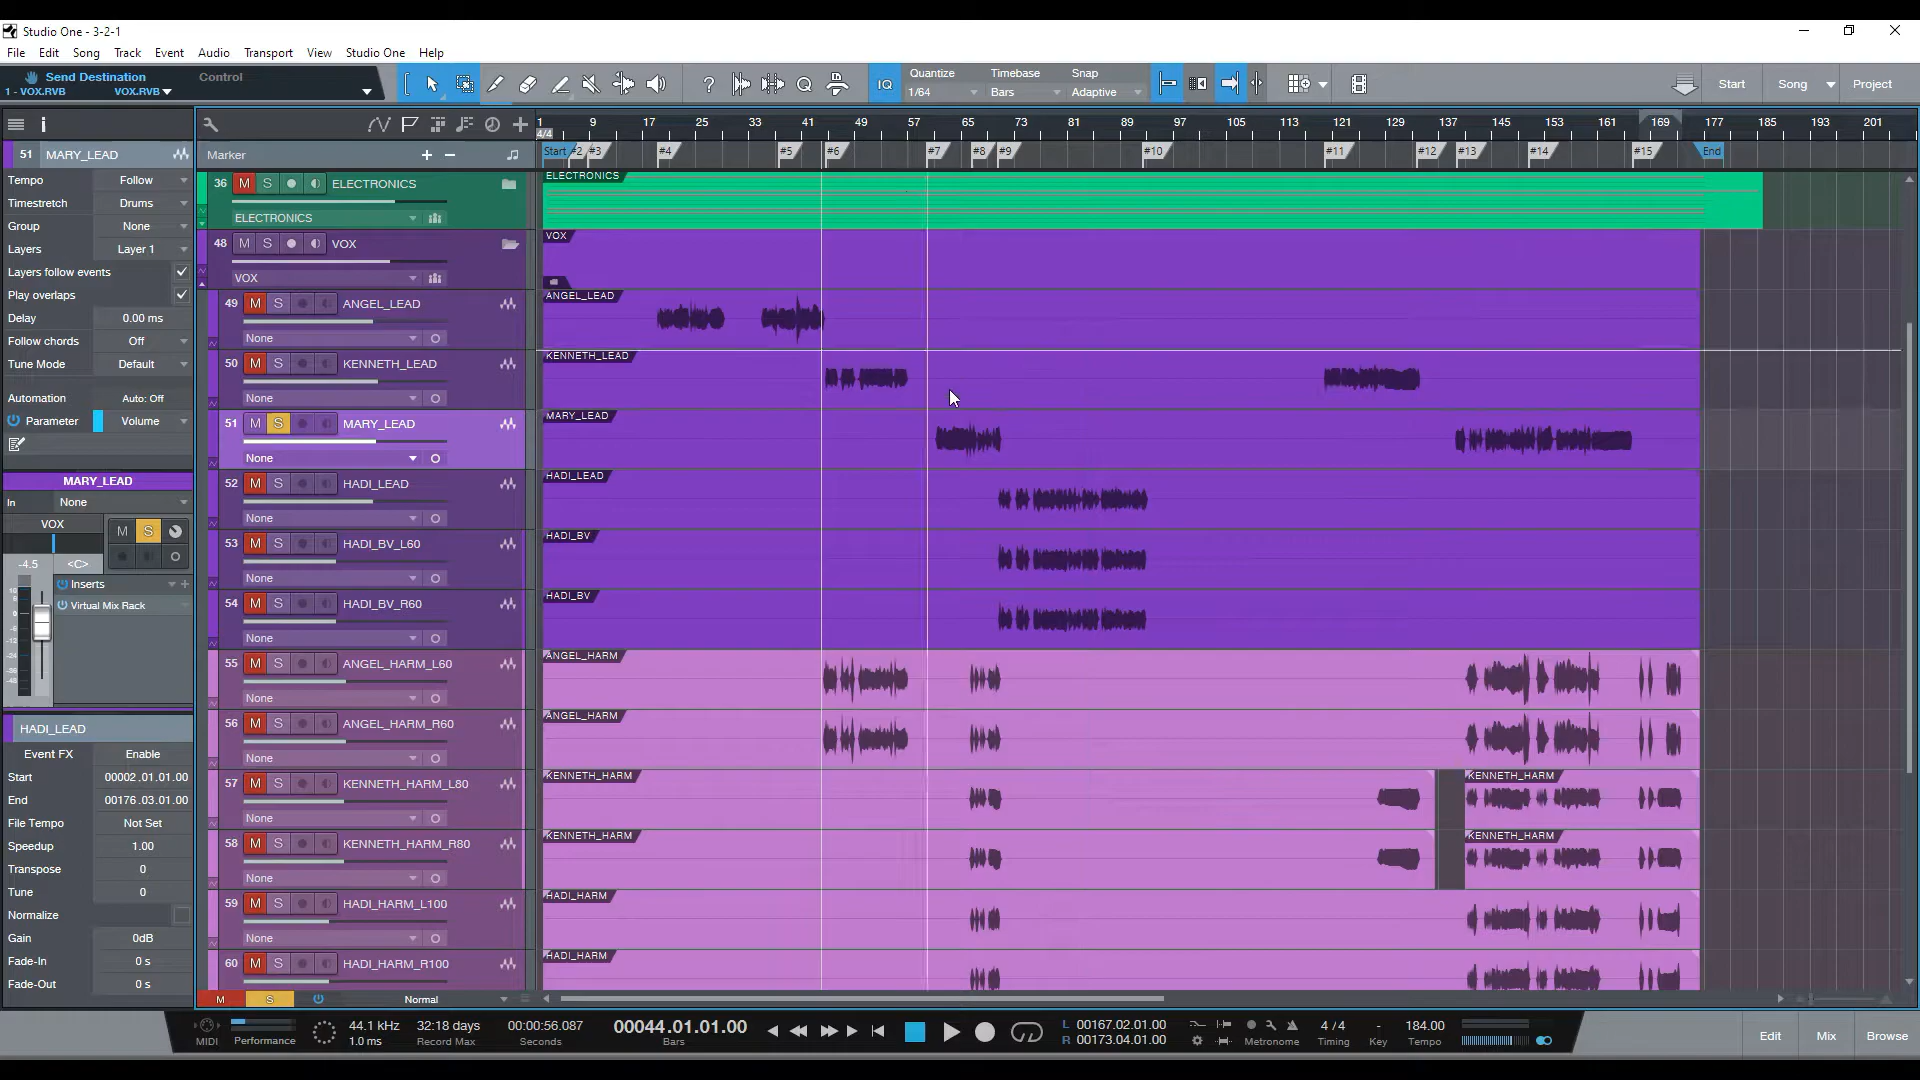 Studio One - 3-2-1
File Edit Song Track Event Audio Transport View Studio One Help
Send Destination Control
1 - VOX.RVB VOX.RVB
Quantize Timebase Snap
1/64 Bars Adaptive
IQ
Start Song Project
1 9 17 25 33 41 49 57 65 73 81 89 97 105 113 121 129 137 145 153 161 169 177 185 193 201
4/4
Marker
Start #2 #3 #4 #5 #6 #7 #8 #9 #10 #11 #12 #13 #14 #15 End
51 MARY_LEAD
Tempo Follow
Timestretch Drums
Group None
Layers Layer 1
Layers follow events
Play overlaps
Delay 0.00 ms
Follow chords Off
Tune Mode Default
Automation Auto: Off
Parameter Volume
MARY_LEAD
In None
VOX M S
-4.5 <C>
Inserts
Virtual Mix Rack
HADI_LEAD
Event FX Enable
Start 00002.01.01.00
End 00176.03.01.00
File Tempo Not Set
Speedup 1.00
Transpose 0
Tune 0
Normalize
Gain 0dB
Fade-In 0 s
Fade-Out 0 s
36 M S ELECTRONICS
ELECTRONICS
ELECTRONICS
48 M S VOX
VOX
VOX
49 M S ANGEL_LEAD
None
ANGEL_LEAD
50 M S KENNETH_LEAD
None
KENNETH_LEAD
51 M S MARY_LEAD
None
MARY_LEAD
52 M S HADI_LEAD
None
HADI_LEAD
53 M S HADI_BV_L60
None
HADI_BV
54 M S HADI_BV_R60
None
HADI_BV
55 M S ANGEL_HARM_L60
None
ANGEL_HARM
56 M S ANGEL_HARM_R60
None
ANGEL_HARM
57 M S KENNETH_HARM_L80
None
KENNETH_HARM KENNETH_HARM
58 M S KENNETH_HARM_R80
None
KENNETH_HARM KENNETH_HARM
59 M S HADI_HARM_L100
None
HADI_HARM
60 M S HADI_HARM_R100
HADI_HARM
M S Normal
MIDI Performance
44.1 kHz
1.0 ms
32:18 days
Record Max
00:00:56.087
Seconds
00044.01.01.00
Bars
L 00167.02.01.00
R 00173.04.01.00
Metronome
4 / 4
Timing
-
Key
184.00
Tempo
Edit Mix Browse